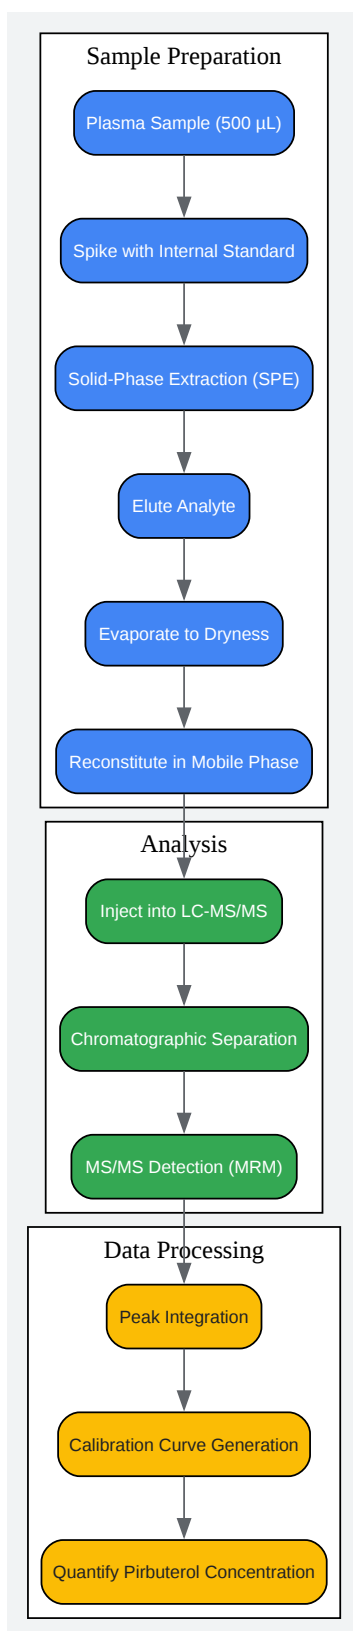 Sample Preparation
Plasma Sample (500 µL)
Spike with Internal Standard
Solid-Phase Extraction (SPE)
Elute Analyte
Evaporate to Dryness
Reconstitute in Mobile Phase
Analysis
Inject into LC-MS/MS
Chromatographic Separation
MS/MS Detection (MRM)
Data Processing
Peak Integration
Calibration Curve Generation
Quantify Pirbuterol Concentration